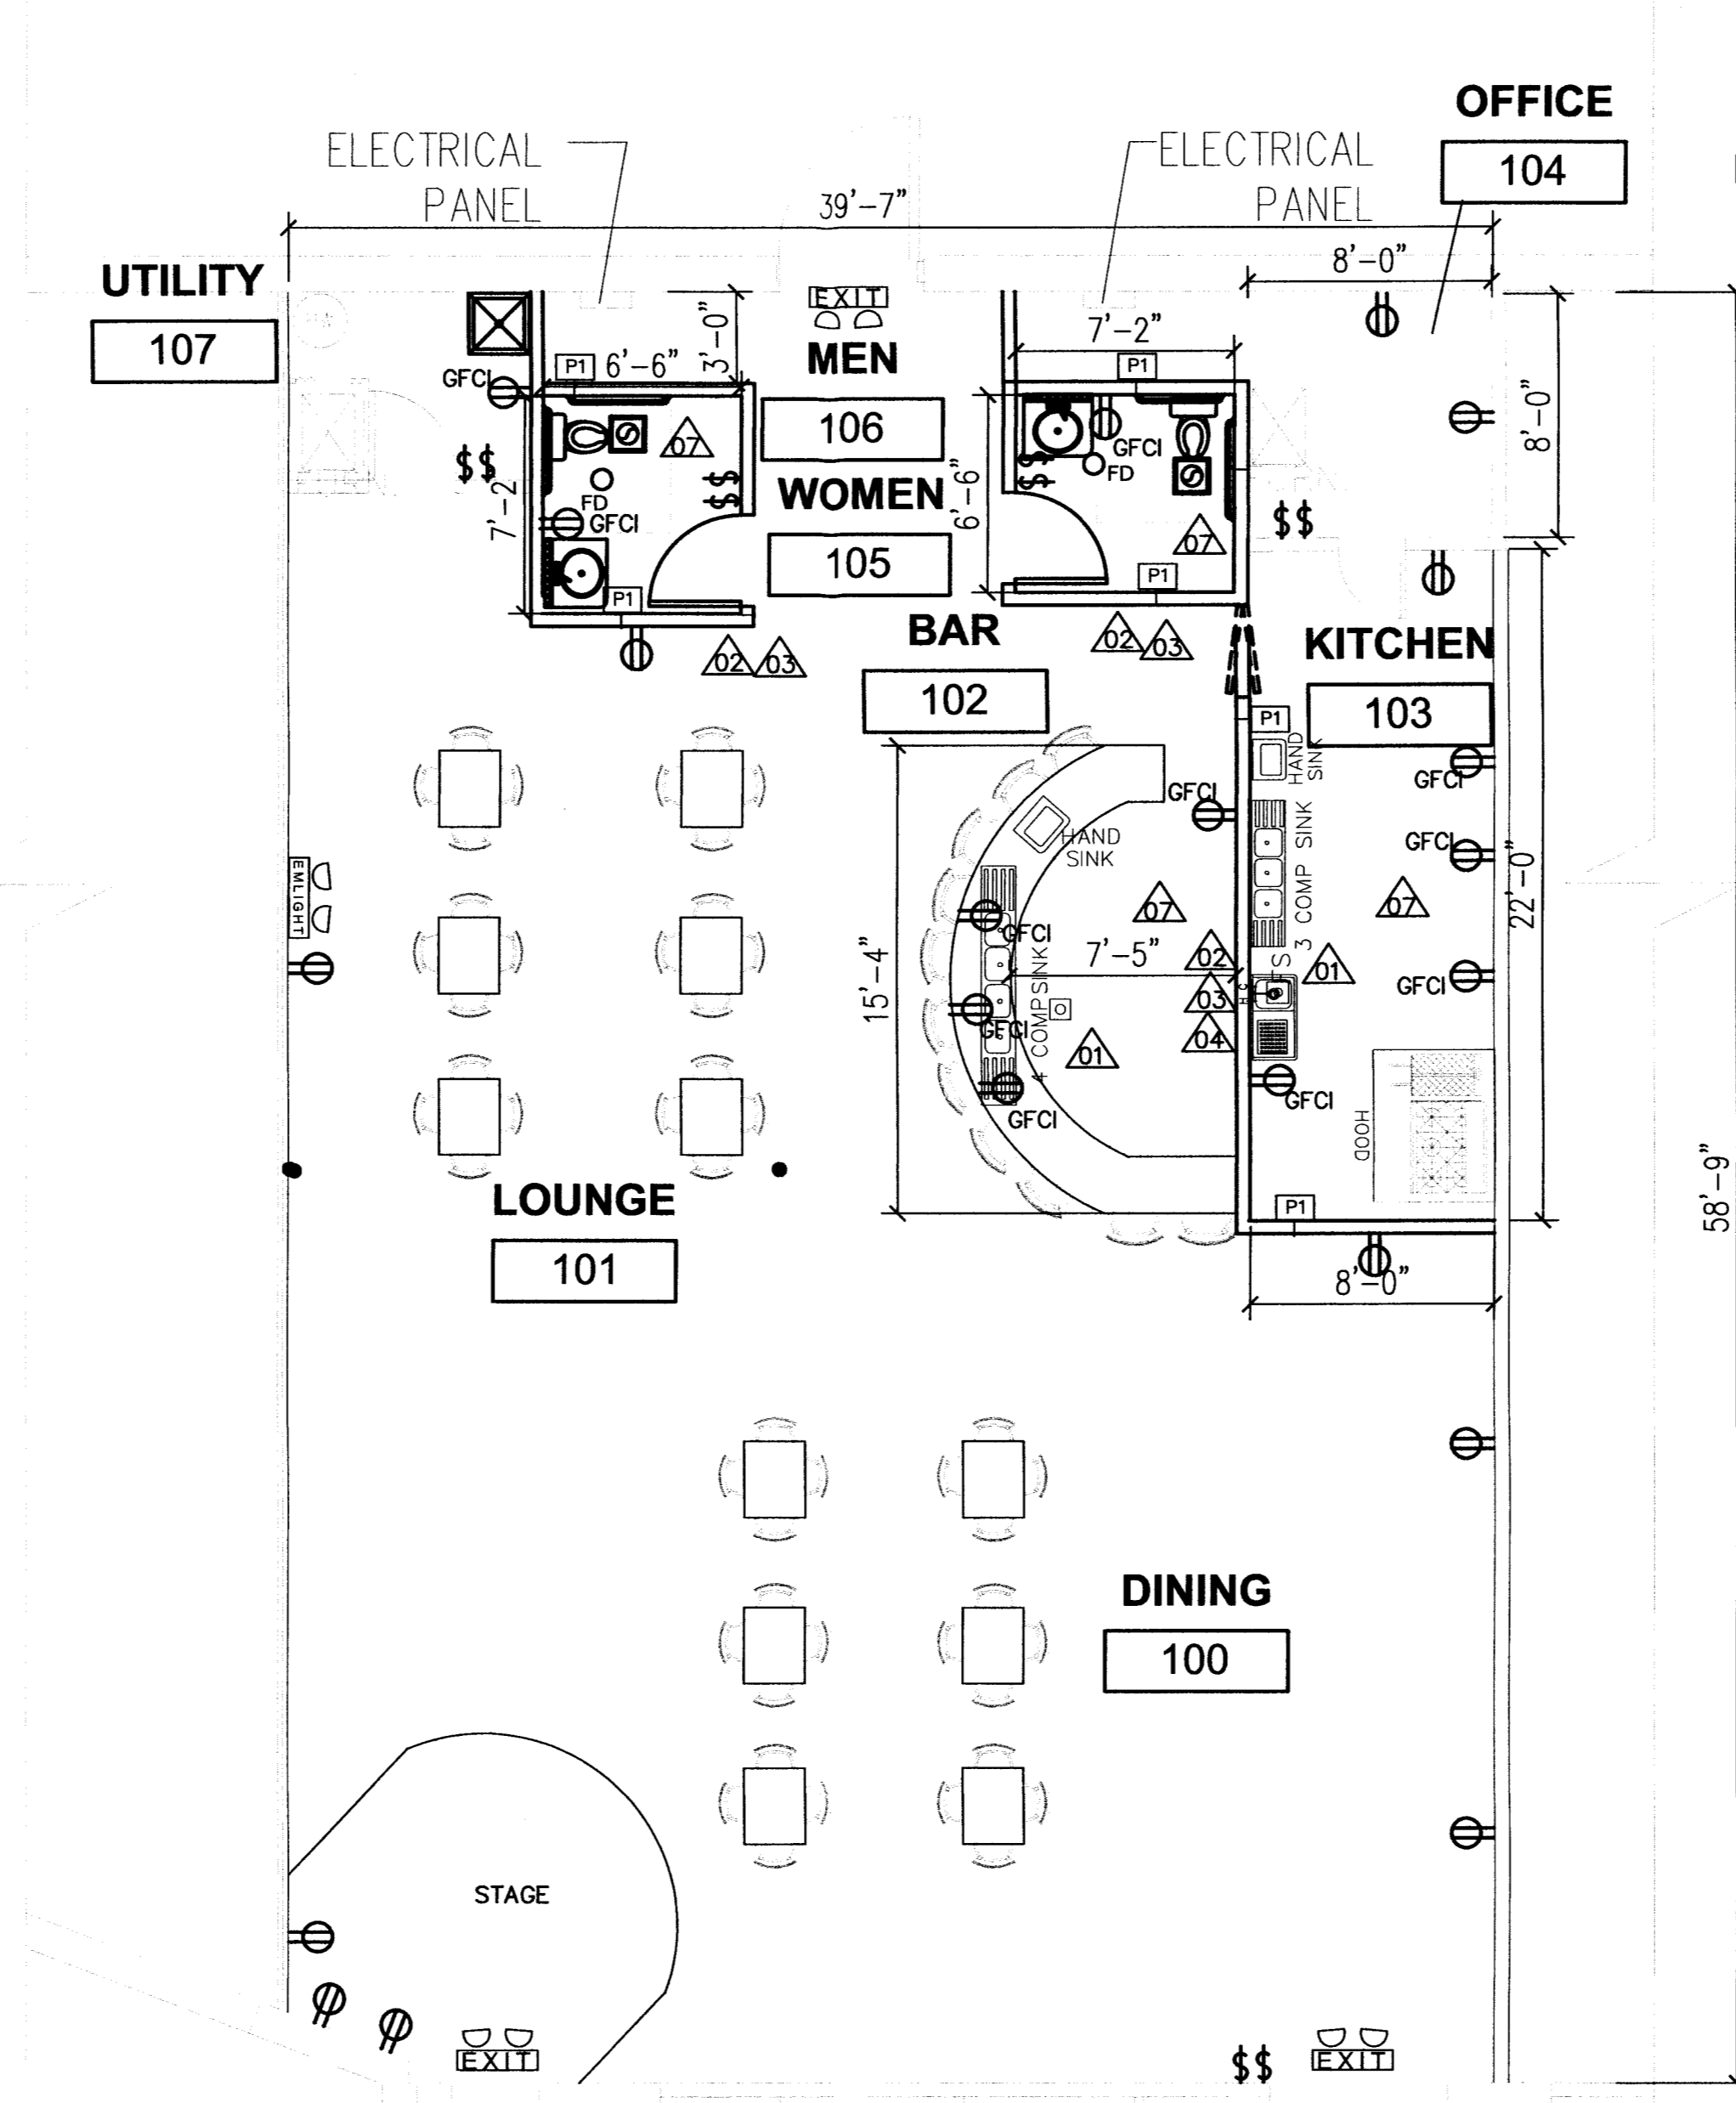 OFFICE
104
ELECTRICAL
PANEL
ELECTRICAL
PANEL
39'-7"
8'-0"
UTILITY
107
EXIT
MEN
106
3'-0"
7'-2"
P1
6'-6"
P1
GFCI
8'-0"
$$
07
$$
FD
GFCI
7'-2
WOMEN
105
6'-6"
GFCI
FD
$$
07
$$
P1
P1
02
03
BAR
102
02
03
KITCHEN
103
P1
HAND
SINK
GFCI
GFCI
HAND
SINK
3 COMP SINK
GFCI
22'-0"
EMLIGHT
07
07
GFCI
7'-5"
02
15'-4"
4 COMPSINK
03
H C
FS
01
GFCI
GFCI
01
04
GFCI
GFCI
HOOD
58'-9"
LOUNGE
101
P1
8'-0"
DINING
100
STAGE
EXIT
$$
EXIT